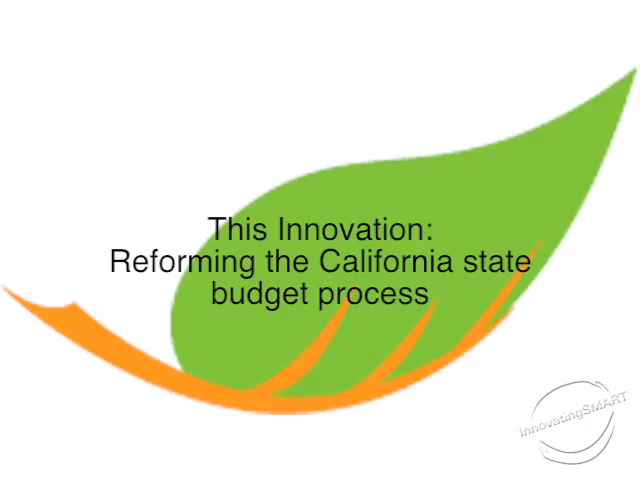 This Innovation:
Reforming the California state
budget process
InnovatingSMART